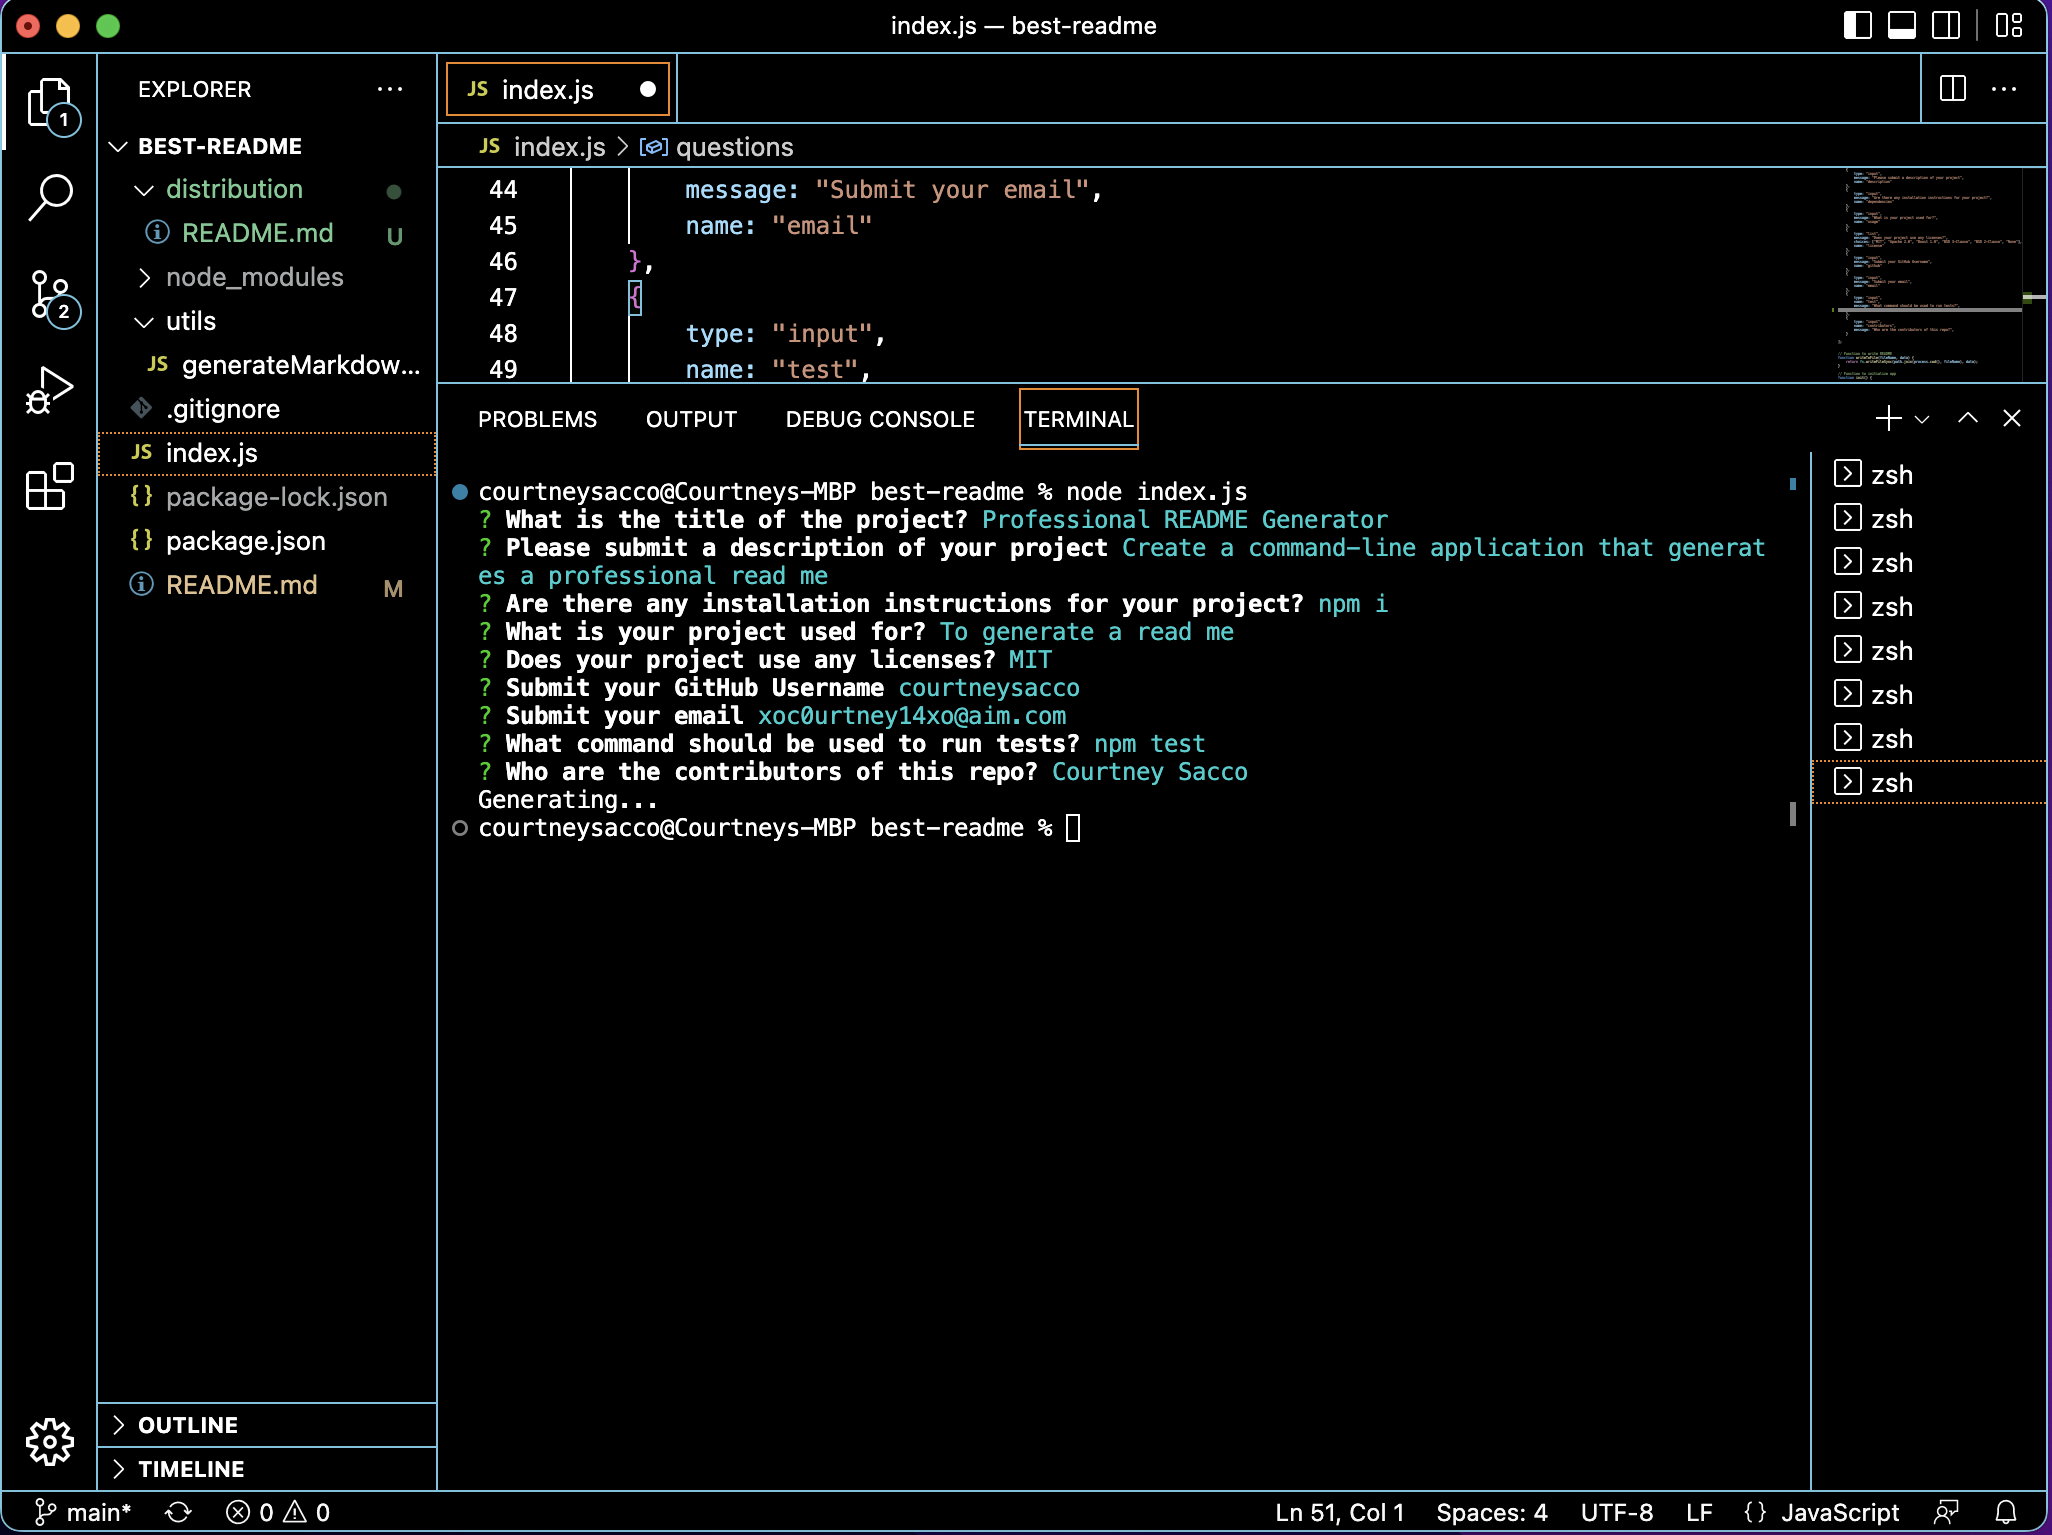 index.js — best-readme
EXPLORER
1
BEST-README
distribution
README.md U
node_modules
utils
JS generateMarkdow...
.gitignore
JS index.js
{} package-lock.json
{} package.json
README.md M
2
OUTLINE
TIMELINE
JS index.js
JS index.js > questions
44 message: "Submit your email",
45 name: "email"
46 },
47 {
48 type: "input",
49 name: "test",
PROBLEMS OUTPUT DEBUG CONSOLE TERMINAL
courtneysacco@Courtneys-MBP best-readme % node index.js
? What is the title of the project? Professional README Generator
? Please submit a description of your project Create a command-line application that generat
es a professional read me
? Are there any installation instructions for your project? npm i
? What is your project used for? To generate a read me
? Does your project use any licenses? MIT
? Submit your GitHub Username courtneysacco
? Submit your email xoc0urtney14xo@aim.com
? What command should be used to run tests? npm test
? Who are the contributors of this repo? Courtney Sacco
Generating...
courtneysacco@Courtneys-MBP best-readme %
zsh
zsh
zsh
zsh
zsh
zsh
zsh
zsh
main* 0 0 Ln 51, Col 1 Spaces: 4 UTF-8 LF {} JavaScript